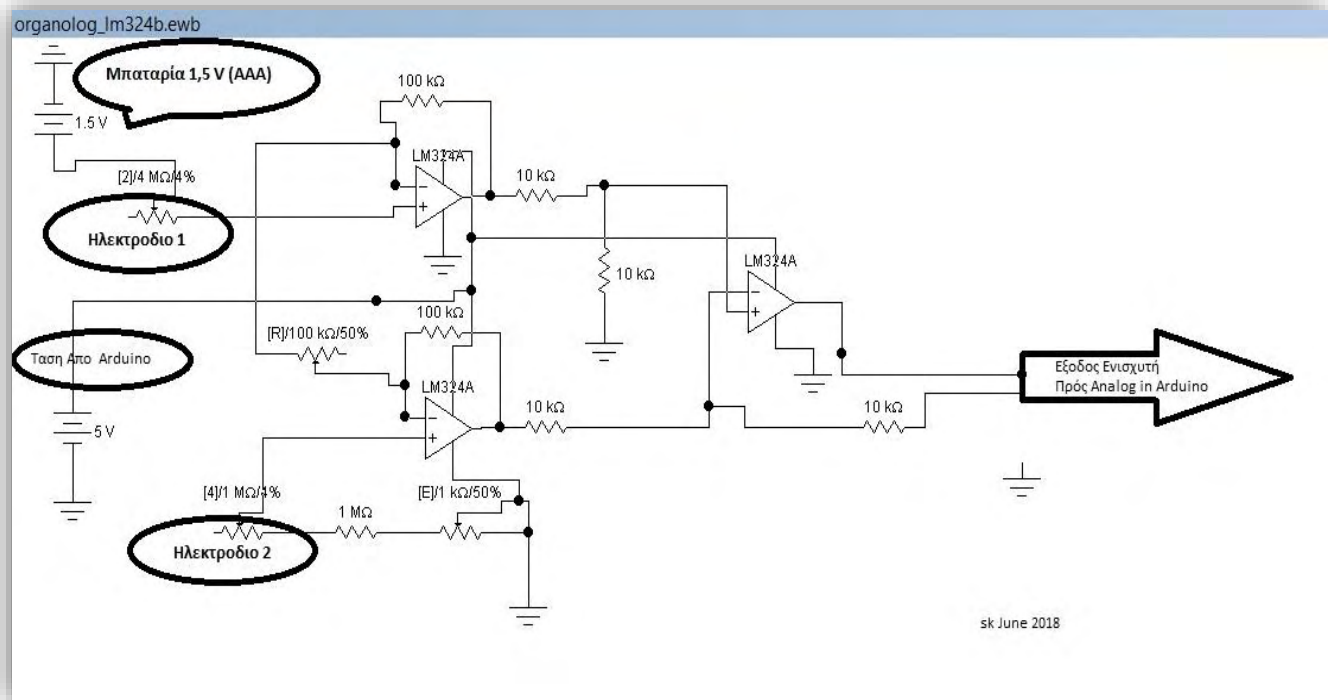 organolog_lm324b.ewb
Μπαταρία 1,5 V (AAA)
1.5 V
[2]/4 MΩ/4%
Ηλεκτροδιο 1
100 kΩ
LM324A
10 kΩ
10 kΩ
LM324A
Ταση Απο Arduino
5 V
[R]/100 kΩ/50%
100 kΩ
LM324A
10 kΩ
10 kΩ
Εξοδος Ενισχυτή
Πρός Analog in Arduino
[4]/1 MΩ/4%
Ηλεκτροδιο 2
1 MΩ
[E]/1 kΩ/50%
sk June 2018